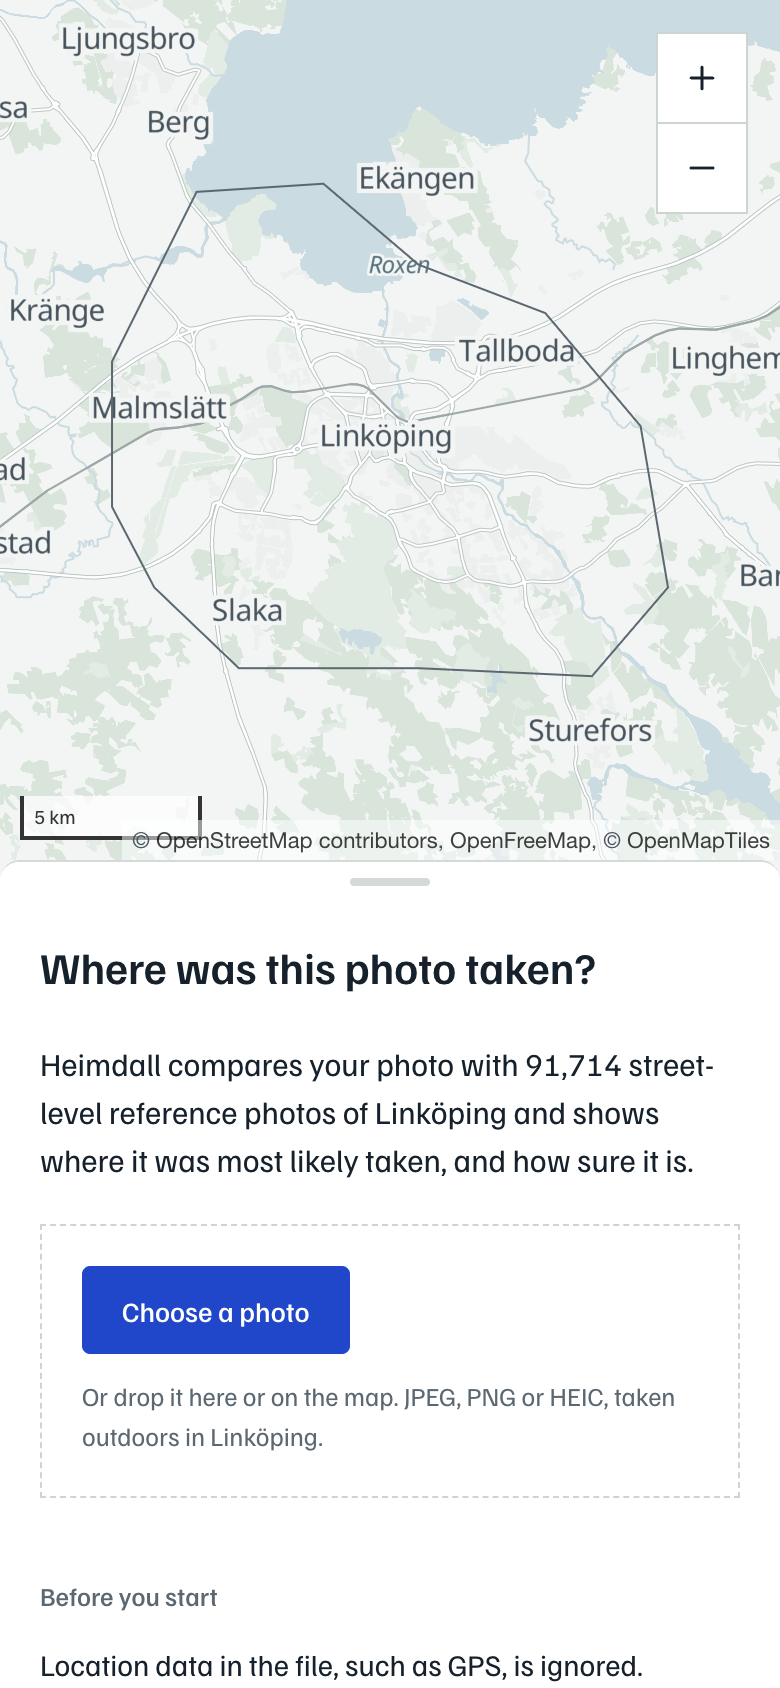 Ljungsbro
sa
Berg
+
Ekängen
−
Roxen
Kränge
Tallboda
Linghem
Malmslätt
Linköping
ad
stad
Bar
Slaka
Sturefors
5 km
© OpenStreetMap contributors, OpenFreeMap, © OpenMapTiles
Where was this photo taken?
Heimdall compares your photo with 91,714 street-
level reference photos of Linköping and shows
where it was most likely taken, and how sure it is.
Choose a photo
Or drop it here or on the map. JPEG, PNG or HEIC, taken
outdoors in Linköping.
Before you start
Location data in the file, such as GPS, is ignored.